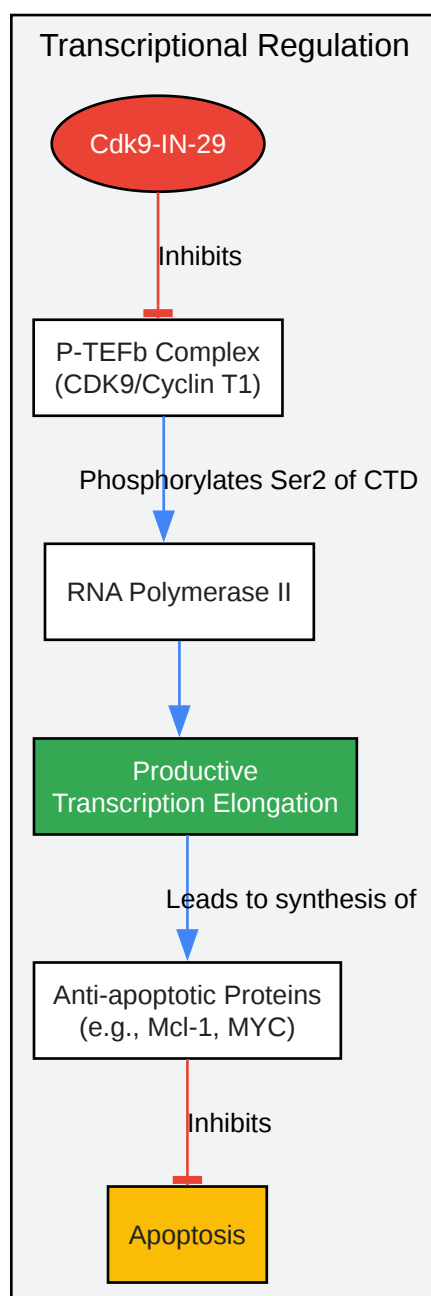 Transcriptional Regulation
Cdk9-IN-29
Inhibits
P-TEFb Complex
(CDK9/Cyclin T1)
Phosphorylates Ser2 of CTD
RNA Polymerase II
Productive
Transcription Elongation
Leads to synthesis of
Anti-apoptotic Proteins
(e.g., Mcl-1, MYC)
Inhibits
Apoptosis